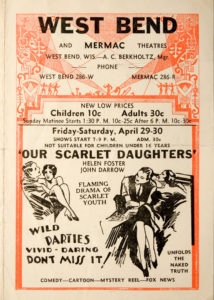 WEST BEND
AND MERMAC THEATRES
WEST BEND, WIS.—A. C. BERKHOLTZ, Mgr.
PHONE
WEST BEND 286-W MERMAC 286-R
NEW LOW PRICES
Children 10c Adults 30c
Sunday Matinee Starts 1:30 P. M. 10c-25c After 6 P. M. 10c-30c
Friday-Saturday, April 29-30
SHOWS START 7-9 P. M. ADM. 30c
NOT SUITABLE FOR CHILDREN UNDER 16 YEARS
'OUR SCARLET DAUGHTERS'
HELEN FOSTER
JOHN DARROW
FLAMING
DRAMA OF
SCARLET
YOUTH
WILD
PARTIES
VIVID-DARING
DON'T MISS IT!
UNFOLDS
THE
NAKED
TRUTH
COMEDY—CARTOON—MYSTERY REEL—FOX NEWS